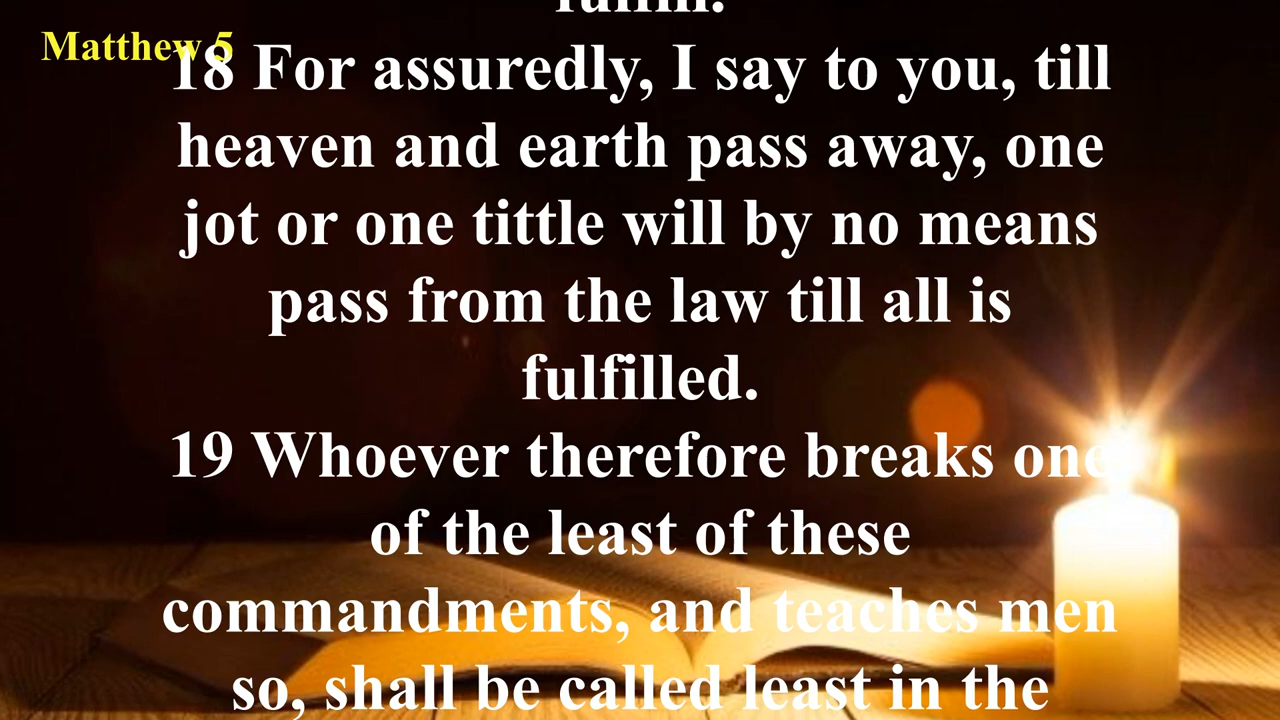 fulfill.
Matthew 5
18 For assuredly, I say to you, till
heaven and earth pass away, one
jot or one tittle will by no means
pass from the law till all is
fulfilled.
19 Whoever therefore breaks one
of the least of these
commandments, and teaches men
so, shall be called least in the